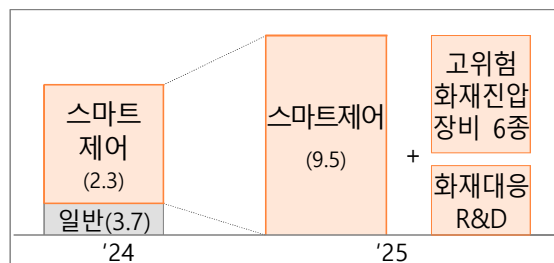 스마트
제어
(2.3)
일반(3.7)
스마트제어
(9.5)
+
고위험
화재진압
장비 6종
화재대응
R&D
'24
'25